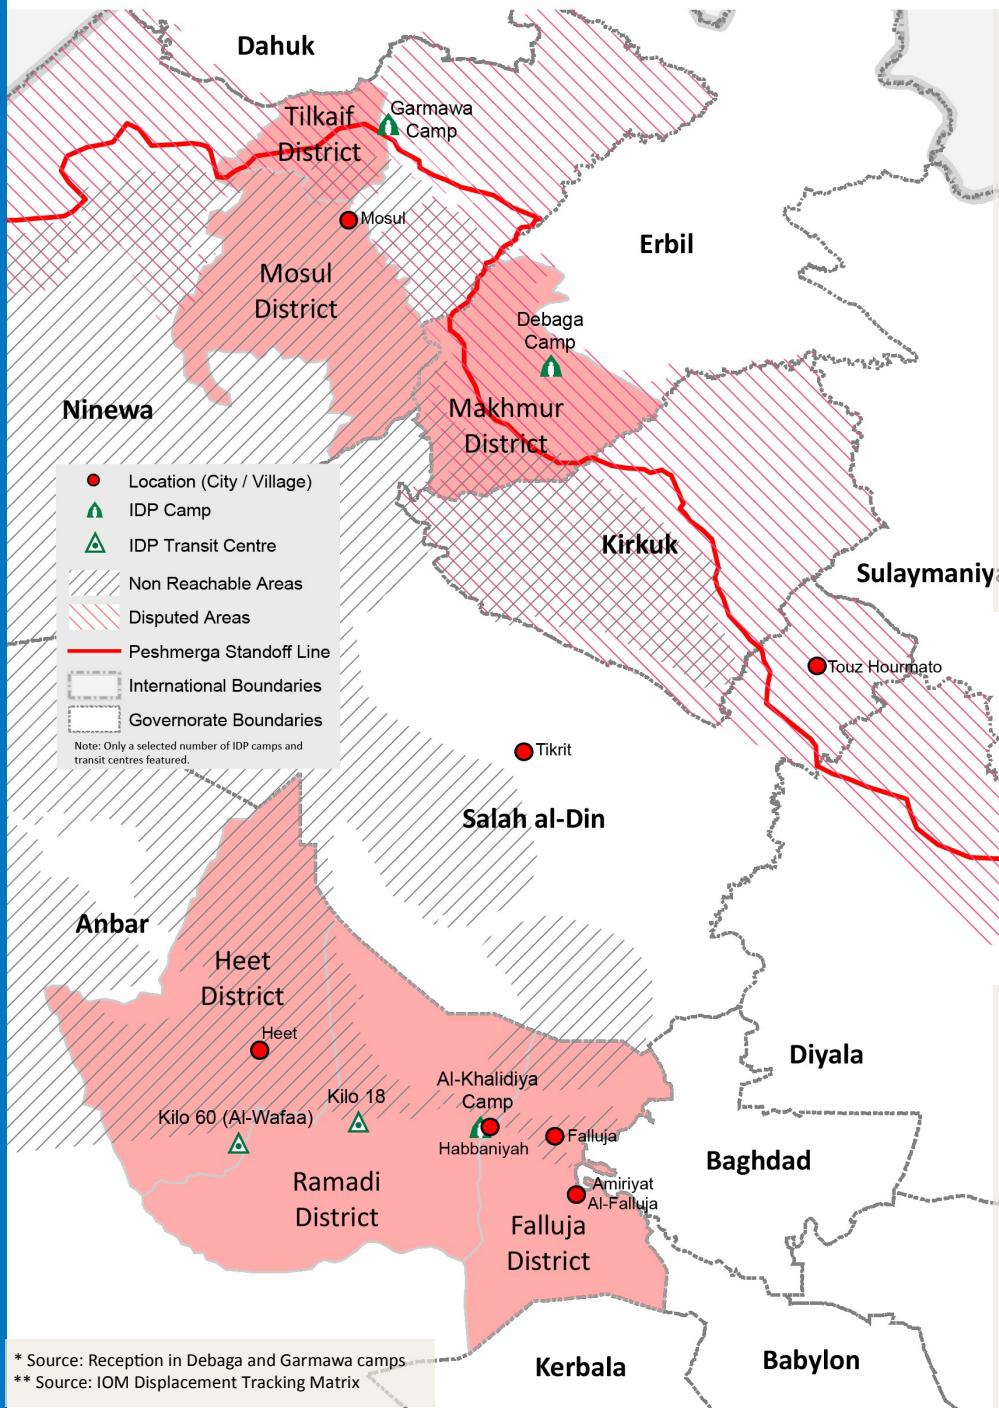 Dahuk
Tilkaif
District
Garmawa
Camp
Mosul
Erbil
Mosul
District
Debaga
Camp
Ninewa
Makhmur
District
Location (City / Village)
IDP Camp
IDP Transit Centre
Non Reachable Areas
Disputed Areas
Peshmerga Standoff Line
International Boundaries
Governorate Boundaries
Note: Only a selected number of IDP camps and
transit centres featured.
Kirkuk
Sulaymaniya
Touz Hourmato
Tikrit
Salah al-Din
Anbar
Heet
District
Heet
Diyala
Al-Khalidiya
Camp
Kilo 18
Kilo 60 (Al-Wafaa)
Habbaniyah
Falluja
Baghdad
Ramadi
District
Amiriyat
Al-Falluja
Falluja
District
* Source: Reception in Debaga and Garmawa camps
** Source: IOM Displacement Tracking Matrix
Kerbala
Babylon